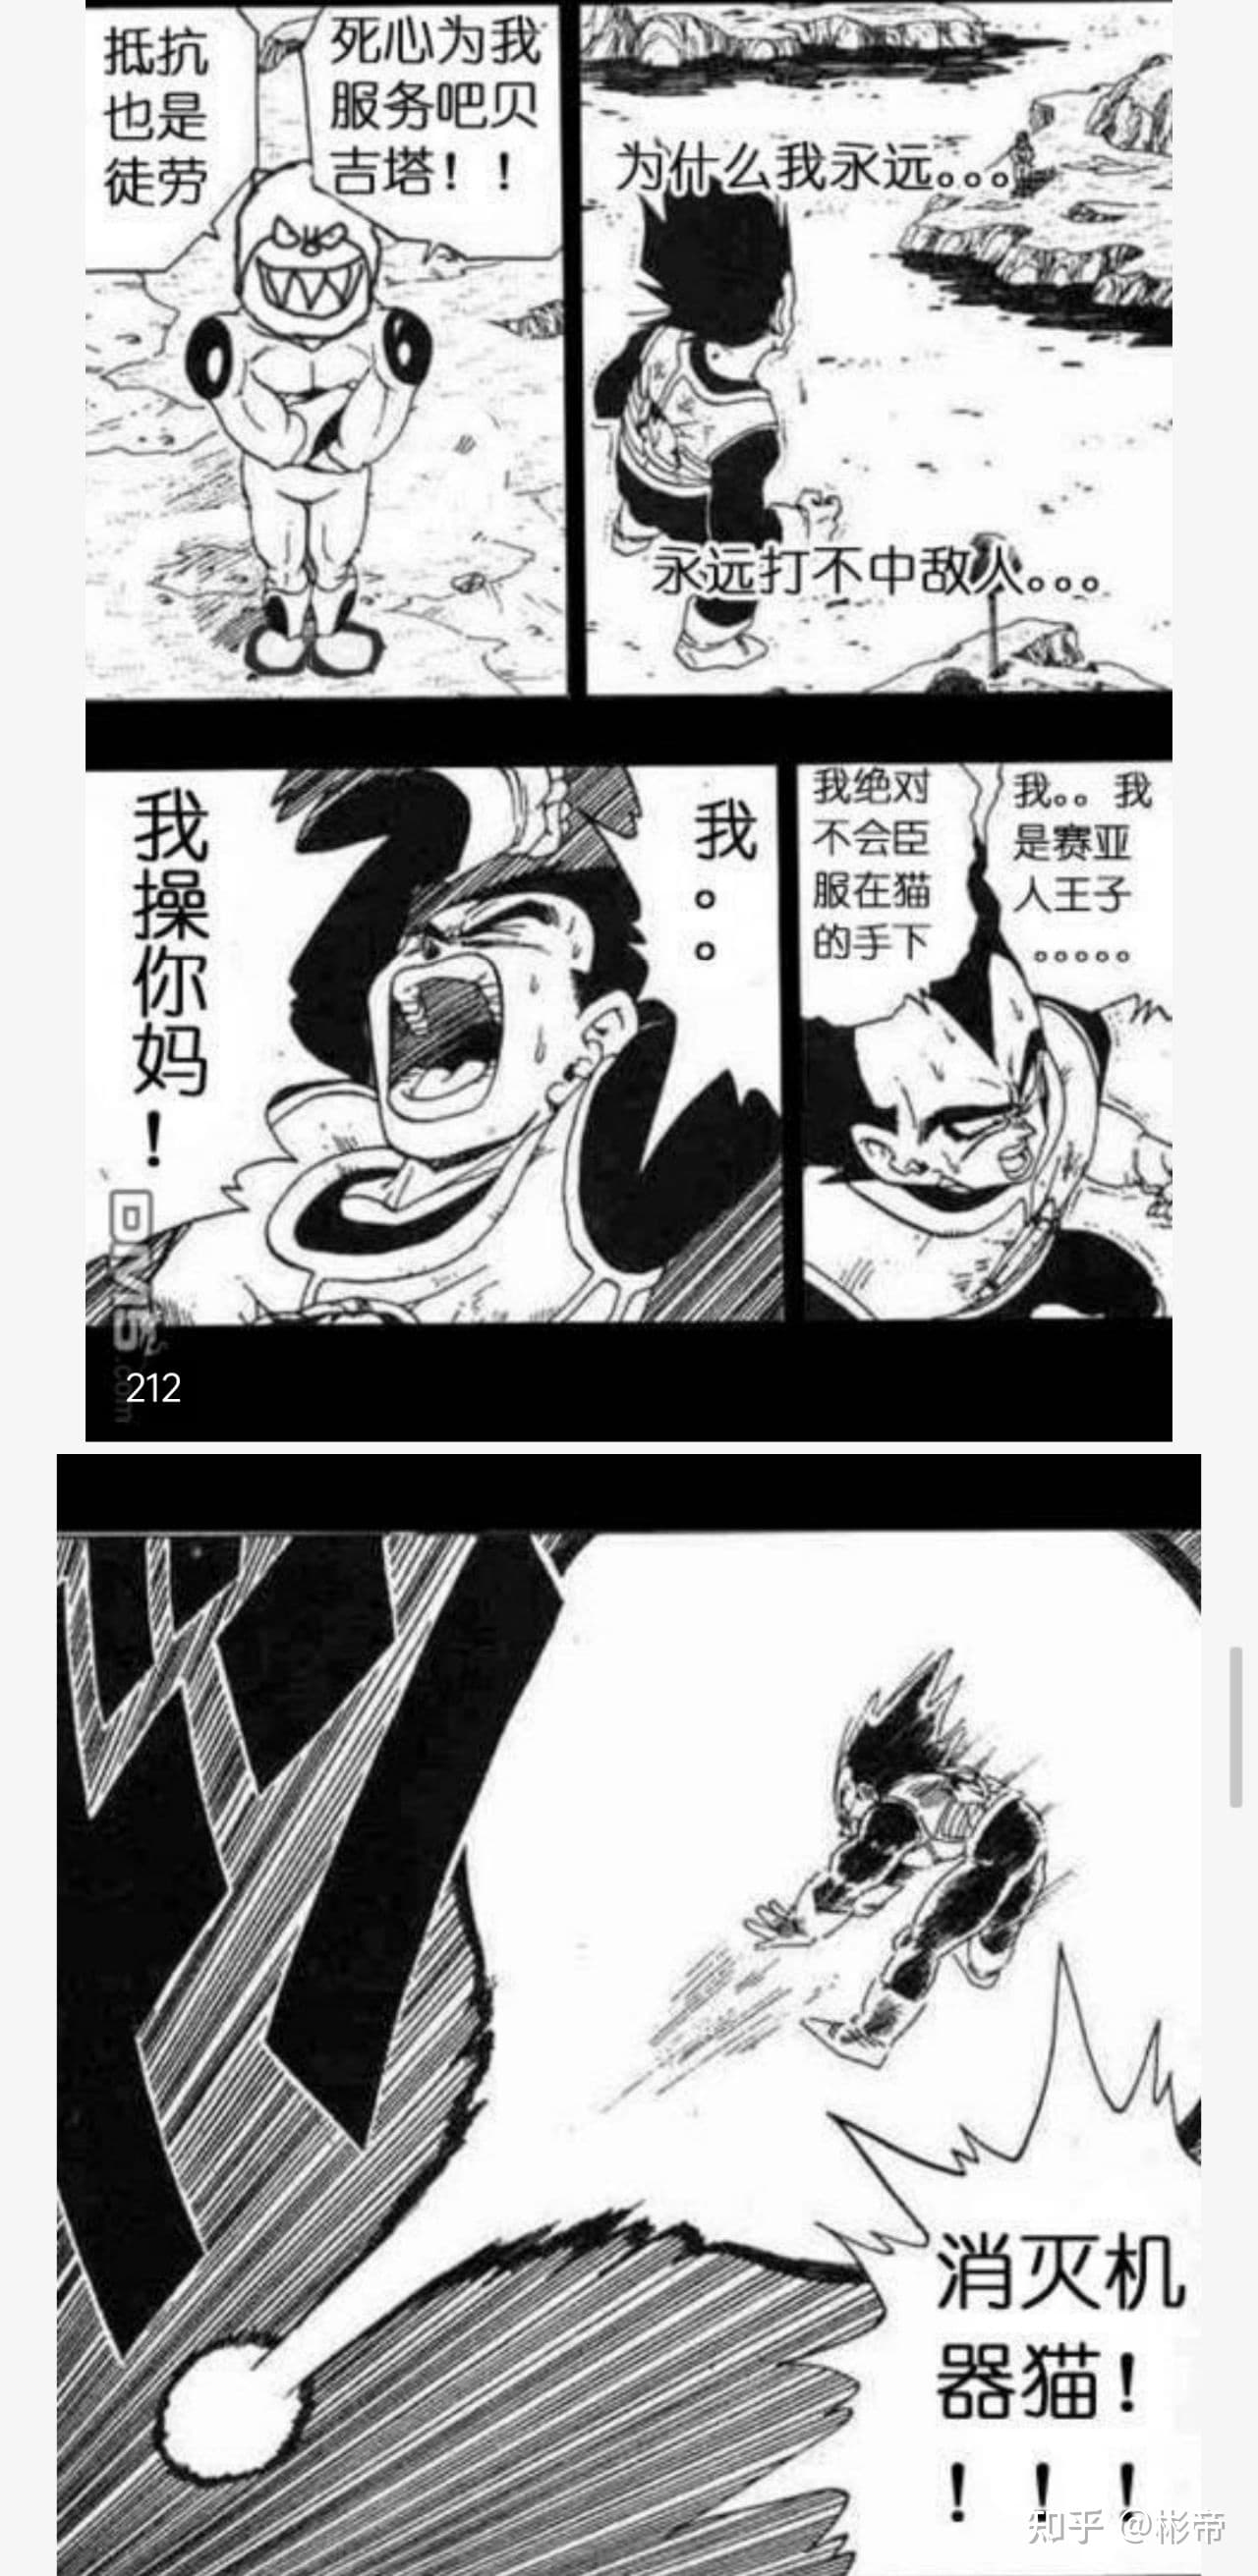 死心为我
服务吧贝
吉塔！！
抵抗
也是
徒劳
为什么我永远。。。
永远打不中敌人。。。
我。。我
是赛亚
人王子
。。。。。
我绝对
不会臣
服在猫
的手下
我。。
我操你妈！
212
消灭机
器猫！
！！！
知乎 @彬帝